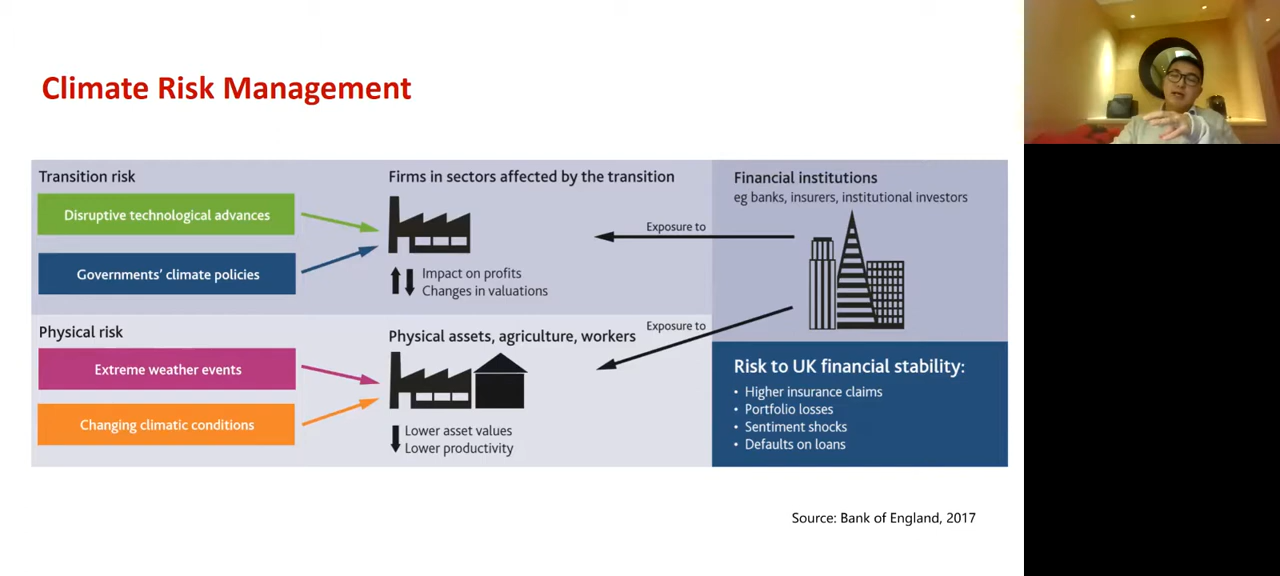 Climate Risk Management
Transition risk
Disruptive technological advances
Governments' climate policies
Firms in sectors affected by the transition
Impact on profits
Changes in valuations
Exposure to
Financial institutions
eg banks, insurers, institutional investors
Physical risk
Extreme weather events
Changing climatic conditions
Physical assets, agriculture, workers
Lower asset values
Lower productivity
Exposure to
Risk to UK financial stability:
• Higher insurance claims
• Portfolio losses
• Sentiment shocks
• Defaults on loans
Source: Bank of England, 2017